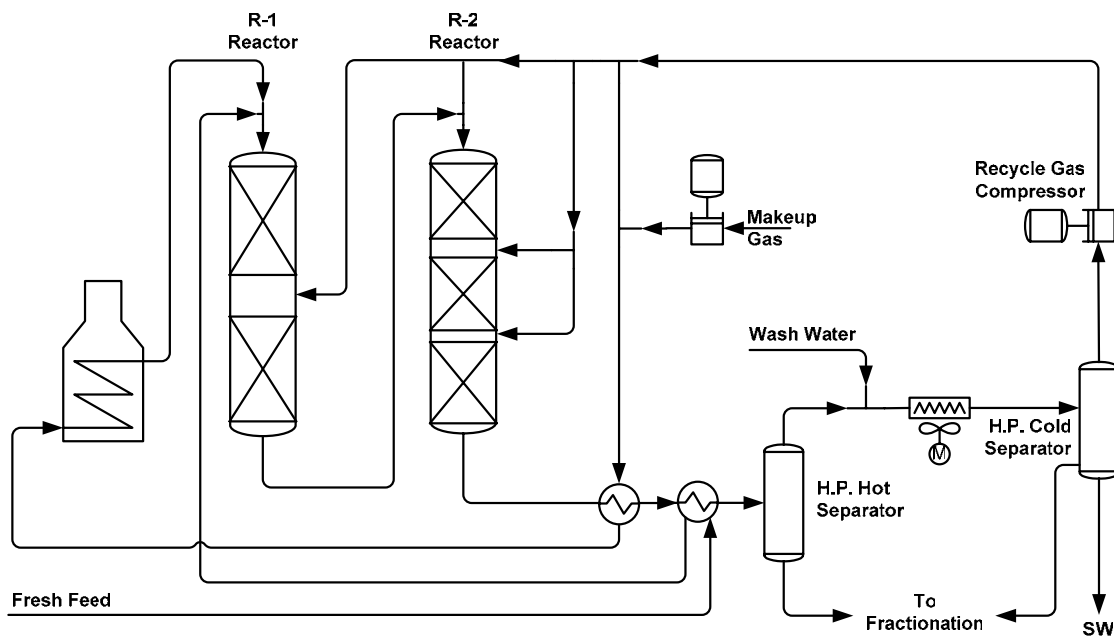 R-1
Reactor
R-2
Reactor
Recycle Gas
Compressor
Makeup
Gas
Wash Water
H.P. Cold
Separator
M
H.P. Hot
Separator
Fresh Feed
To
Fractionation
SW